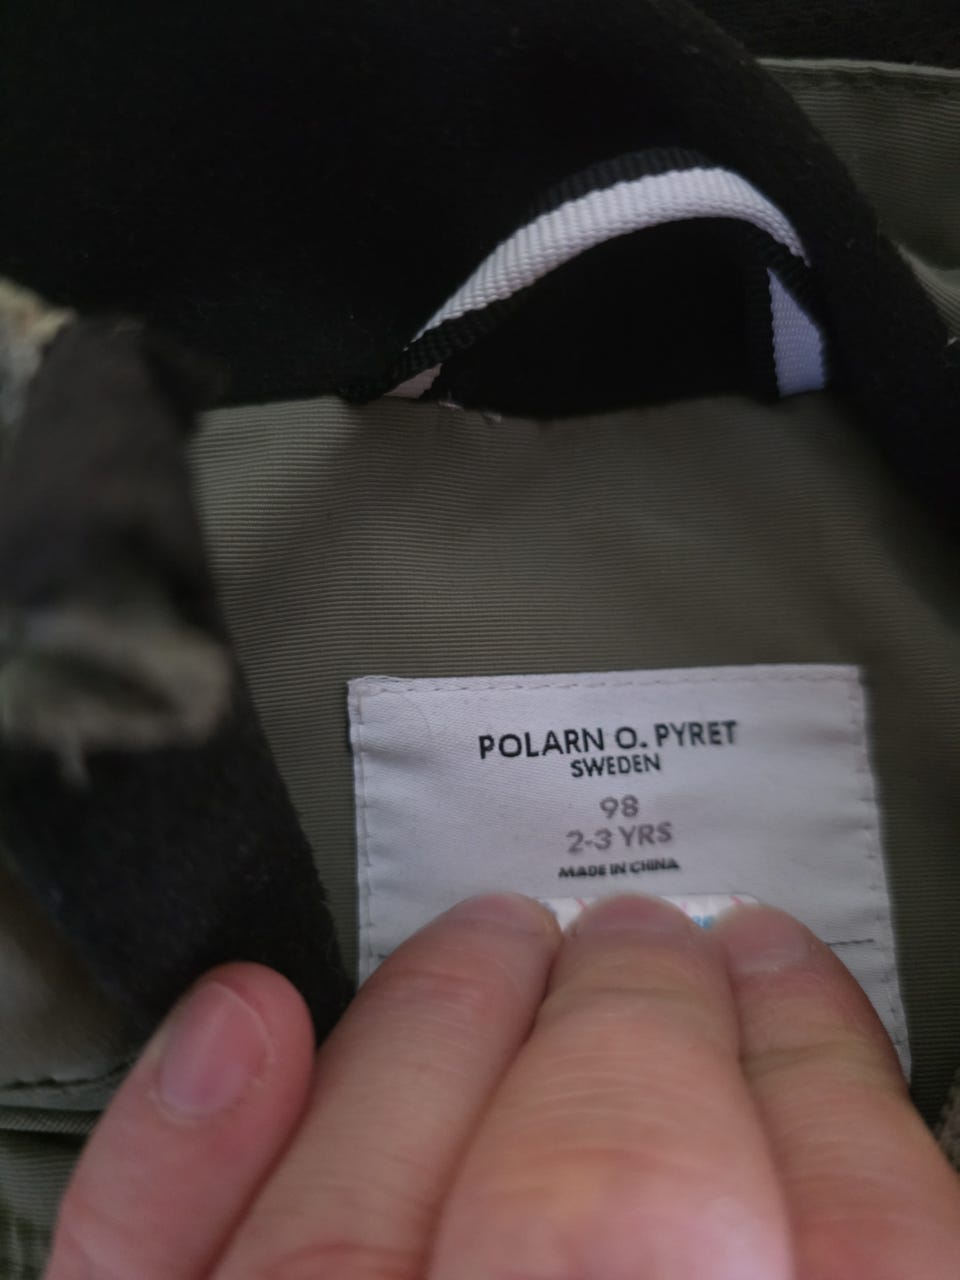 POLARN O. PYRET
SWEDEN
98
2-3 YRS
MADE IN CHINA